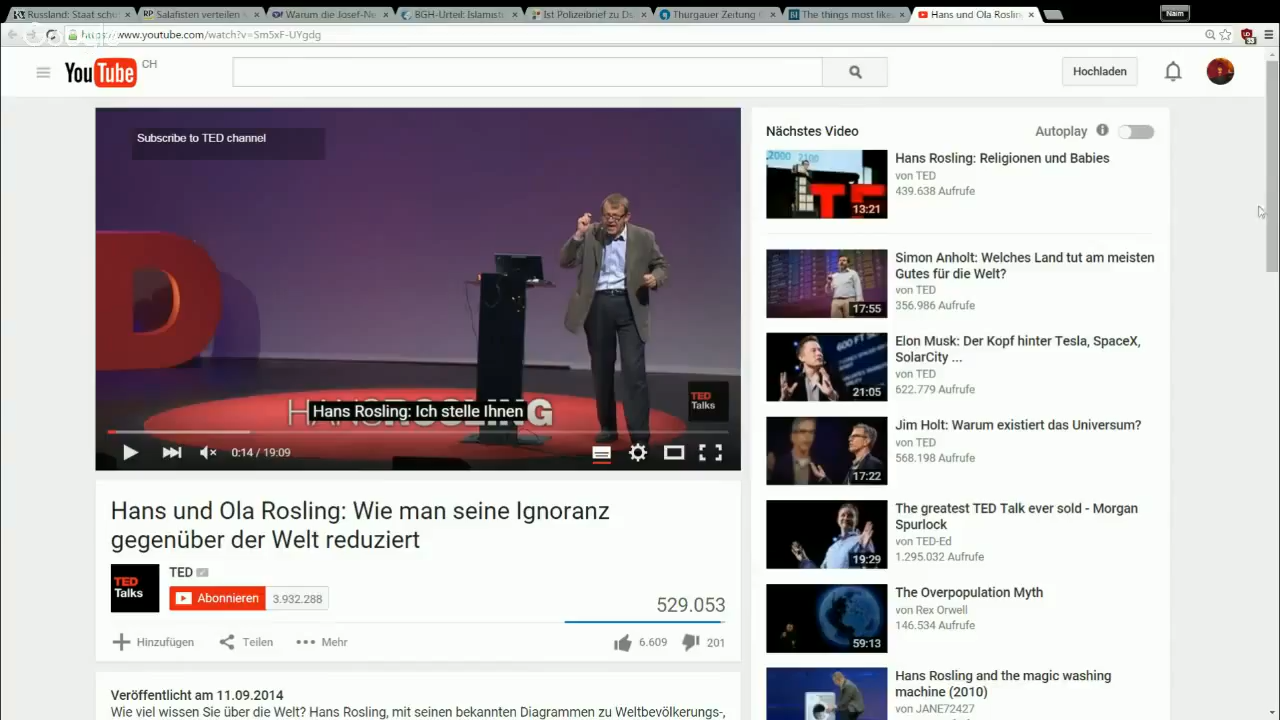 Russland: Staat schu
RP Salafisten verteilen
Warum die Josef-Ne
BGH-Urteil: Islamist
Ist Polizeibrief zu Da
Thurgauer Zeitung
The things most like
Hans und Ola Roslin
Naim
www.youtube.com/watch?v=Sm5xF-UYgdg
YouTube CH
Hochladen
Subscribe to TED channel
HANS ROSLING
Hans Rosling: Ich stelle Ihnen
TED
Talks
0:14 / 19:09
Hans und Ola Rosling: Wie man seine Ignoranz
gegenüber der Welt reduziert
TED
Talks
TED
Abonnieren 3.932.288
529.053
Hinzufügen Teilen Mehr 6.609 201
Veröffentlicht am 11.09.2014
Wie viel wissen Sie über die Welt? Hans Rosling, mit seinen bekannten Diagrammen zu Weltbevölkerungs-,
Nächstes Video Autoplay
2000 2100
13:21
Hans Rosling: Religionen und Babies
von TED
439.638 Aufrufe
17:55
Simon Anholt: Welches Land tut am meisten
Gutes für die Welt?
von TED
356.986 Aufrufe
21:05
Elon Musk: Der Kopf hinter Tesla, SpaceX,
SolarCity ...
von TED
622.779 Aufrufe
17:22
Jim Holt: Warum existiert das Universum?
von TED
568.198 Aufrufe
19:29
The greatest TED Talk ever sold - Morgan
Spurlock
von TED-Ed
1.295.032 Aufrufe
59:13
The Overpopulation Myth
von Rex Orwell
146.534 Aufrufe
Hans Rosling and the magic washing
machine (2010)
von JANE72427